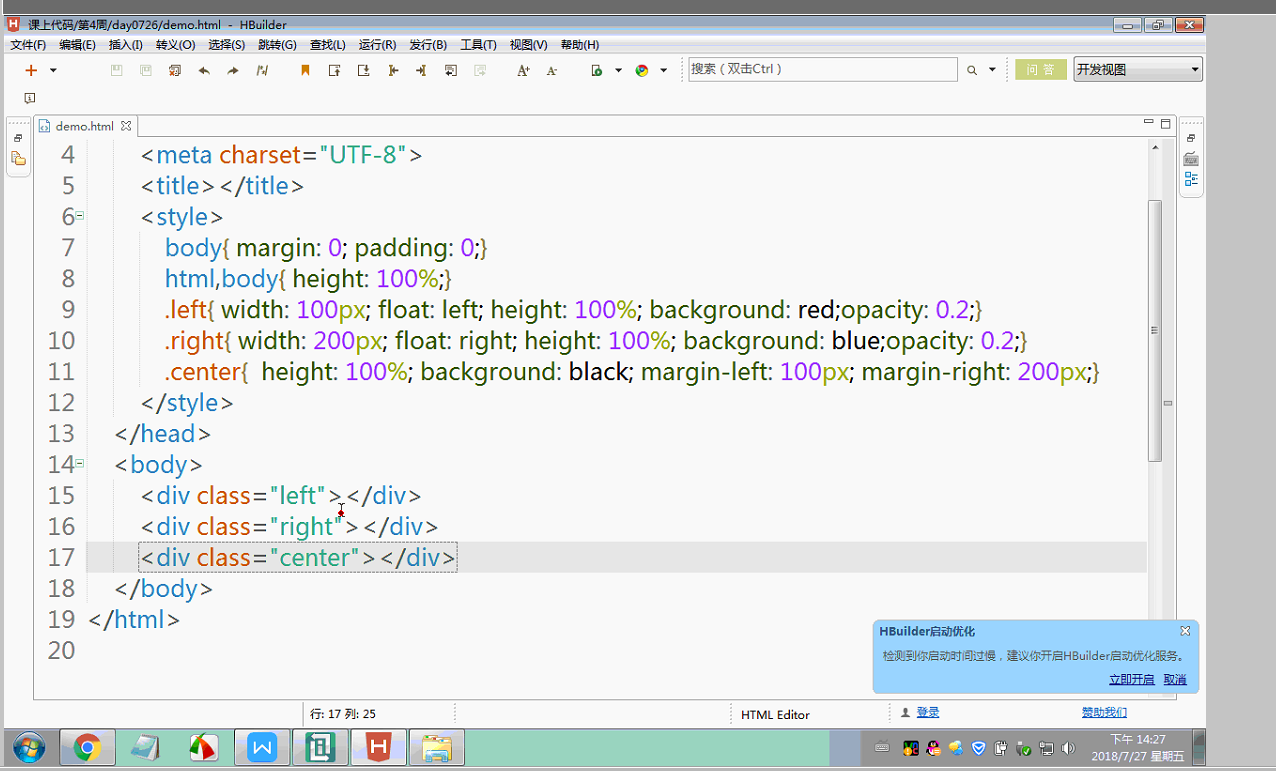 课上代码/第4周/day0726/demo.html - HBuilder
文件(F) 编辑(E) 插入(I) 转义(O) 选择(S) 跳转(G) 查找(L) 运行(R) 发行(B) 工具(T) 视图(V) 帮助(H)
搜索（双击Ctrl） 问 答 开发视图
demo.html
4 <meta charset="UTF-8">
5 <title></title>
6 <style>
7 body{ margin: 0; padding: 0;}
8 html,body{ height: 100%;}
9 .left{ width: 100px; float: left; height: 100%; background: red;opacity: 0.2;}
10 .right{ width: 200px; float: right; height: 100%; background: blue;opacity: 0.2;}
11 .center{  height: 100%; background: black; margin-left: 100px; margin-right: 200px;}
12 </style>
13 </head>
14 <body>
15 <div class="left"></div>
16 <div class="right"></div>
17 <div class="center"></div>
18 </body>
19 </html>
20
HBuilder启动优化
检测到你启动时间过慢，建议你开启HBuilder启动优化服务。
立即开启 取消
行: 17 列: 25 HTML Editor 登录 赞助我们
下午 14:27
2018/7/27 星期五